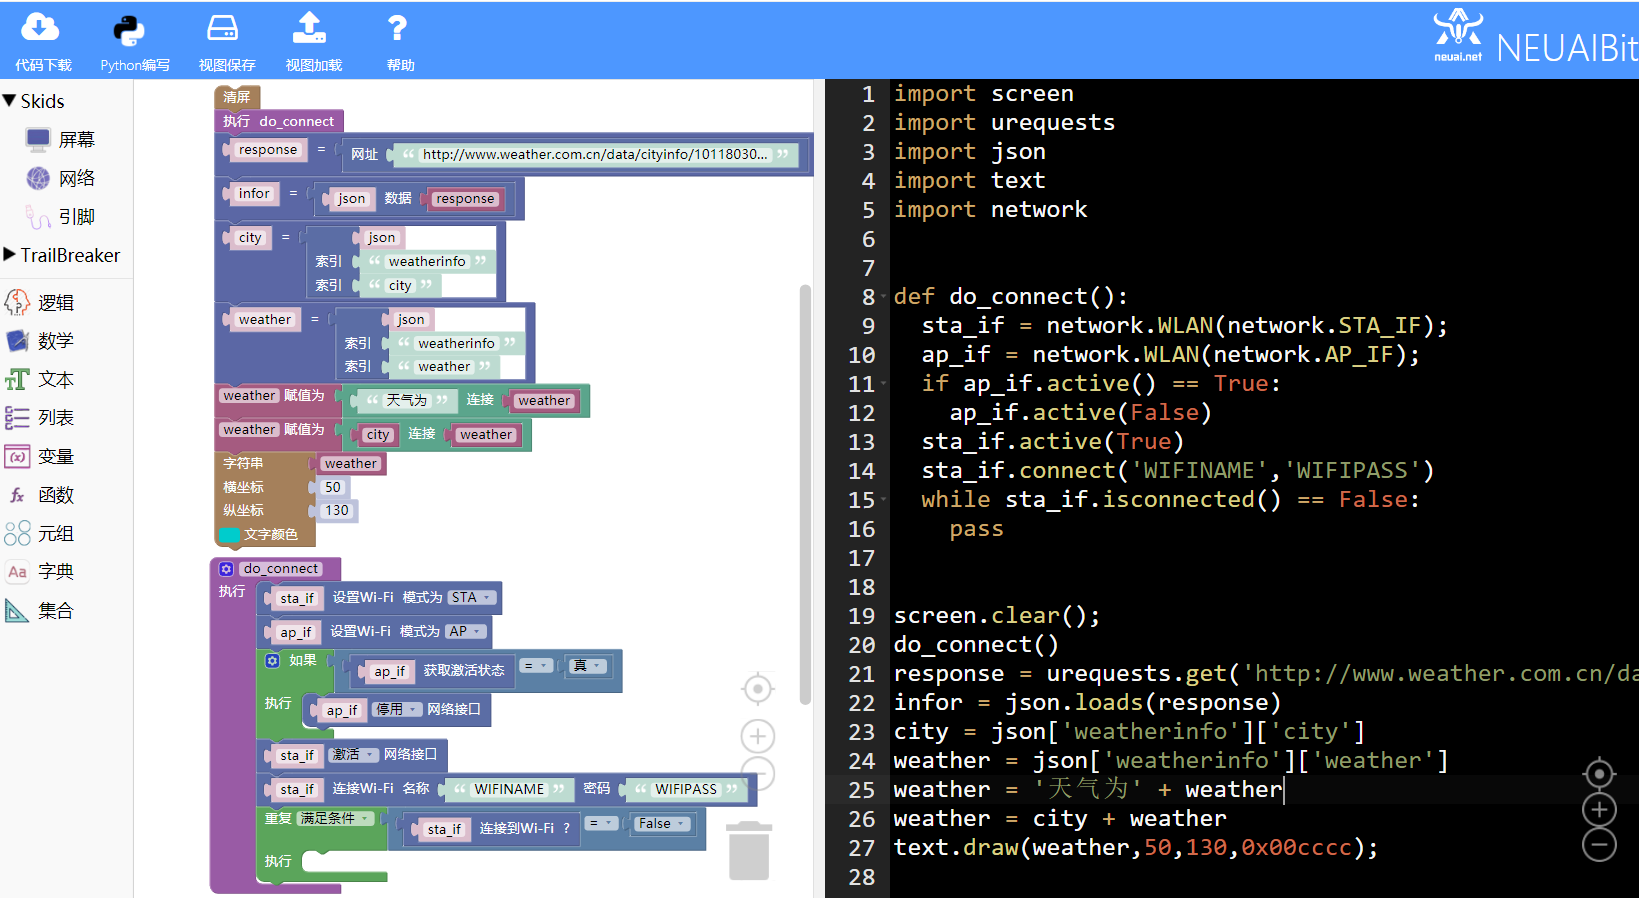 代码下载 Python编写 视图保存 视图加载 帮助
neuai.net NEUAIBit
Skids
屏幕
网络
引脚
TrailBreaker
逻辑
数学
文本
列表
变量
函数
元组
字典
集合
清屏
执行 do_connect
response = 网址 “ http://www.weather.com.cn/data/cityinfo/10118030... ”
infor = json 数据 response
city = json
索引 “ weatherinfo ”
索引 “ city ”
weather = json
索引 “ weatherinfo ”
索引 “ weather ”
weather 赋值为 “ 天气为 ” 连接 weather
weather 赋值为 city 连接 weather
字符串 weather
横坐标 50
纵坐标 130
文字颜色
do_connect
执行 sta_if 设置Wi-Fi 模式为 STA
ap_if 设置Wi-Fi 模式为 AP
如果 ap_if 获取激活状态 = 真
执行 ap_if 停用 网络接口
sta_if 激活 网络接口
sta_if 连接Wi-Fi 名称 “ WIFINAME ” 密码 “ WIFIPASS ”
重复 满足条件 sta_if 连接到Wi-Fi ? = False
执行
1 import screen
2 import urequests
3 import json
4 import text
5 import network
6
7
8 def do_connect():
9 sta_if = network.WLAN(network.STA_IF);
10 ap_if = network.WLAN(network.AP_IF);
11 if ap_if.active() == True:
12 ap_if.active(False)
13 sta_if.active(True)
14 sta_if.connect('WIFINAME','WIFIPASS')
15 while sta_if.isconnected() == False:
16 pass
17
18
19 screen.clear();
20 do_connect()
21 response = urequests.get('http://www.weather.com.cn/da
22 infor = json.loads(response)
23 city = json['weatherinfo']['city']
24 weather = json['weatherinfo']['weather']
25 weather = '天气为' + weather
26 weather = city + weather
27 text.draw(weather,50,130,0x00cccc);
28